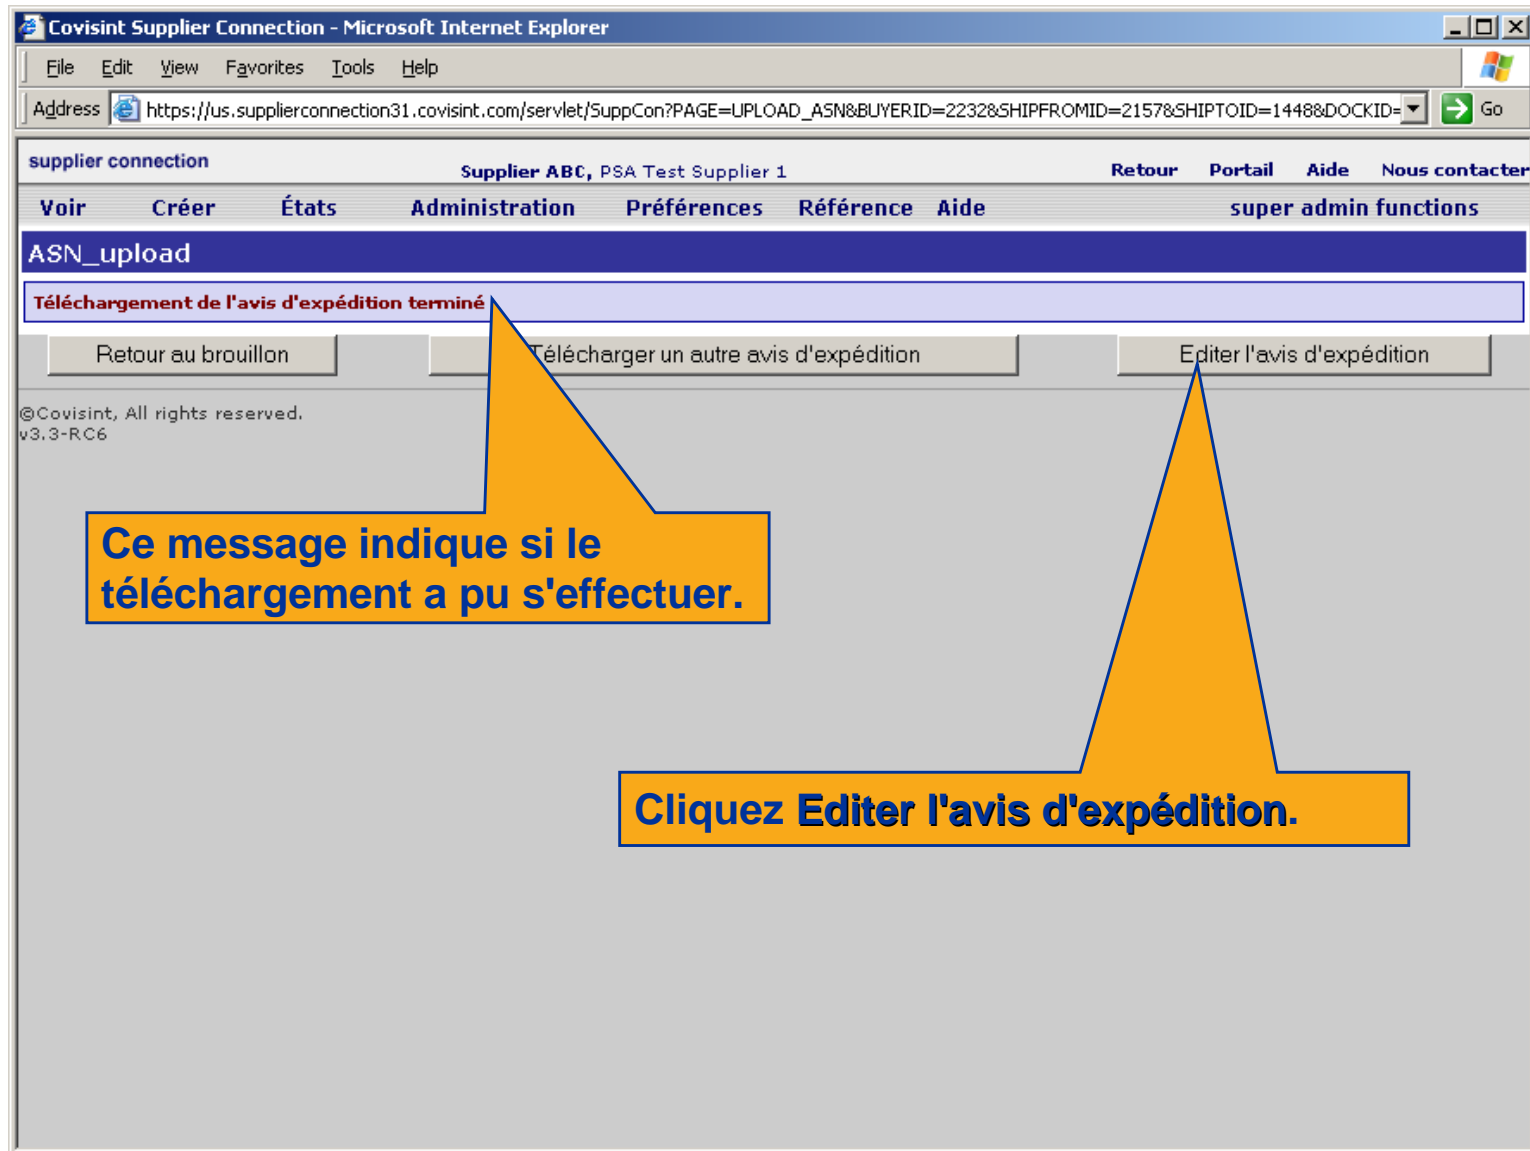 Covisint Supplier Connection - Microsoft Internet Explorer
File Edit View Favorites Tools Help
Address https://us.supplierconnection31.covisint.com/servlet/SuppCon?PAGE=UPLOAD_ASN&BUYERID=2232&SHIPFROMID=2157&SHIPTOID=1448&DOCKID= Go
supplier connection Supplier ABC, PSA Test Supplier 1 Retour Portail Aide Nous contacter
Voir Créer États Administration Préférences Référence Aide super admin functions
ASN_upload
Téléchargement de l'avis d'expédition terminé
Retour au brouillon Télécharger un autre avis d'expédition Editer l'avis d'expédition
©Covisint, All rights reserved.
v3.3-RC6
Ce message indique si le
téléchargement a pu s'effectuer.
Cliquez Editer l'avis d'expédition.